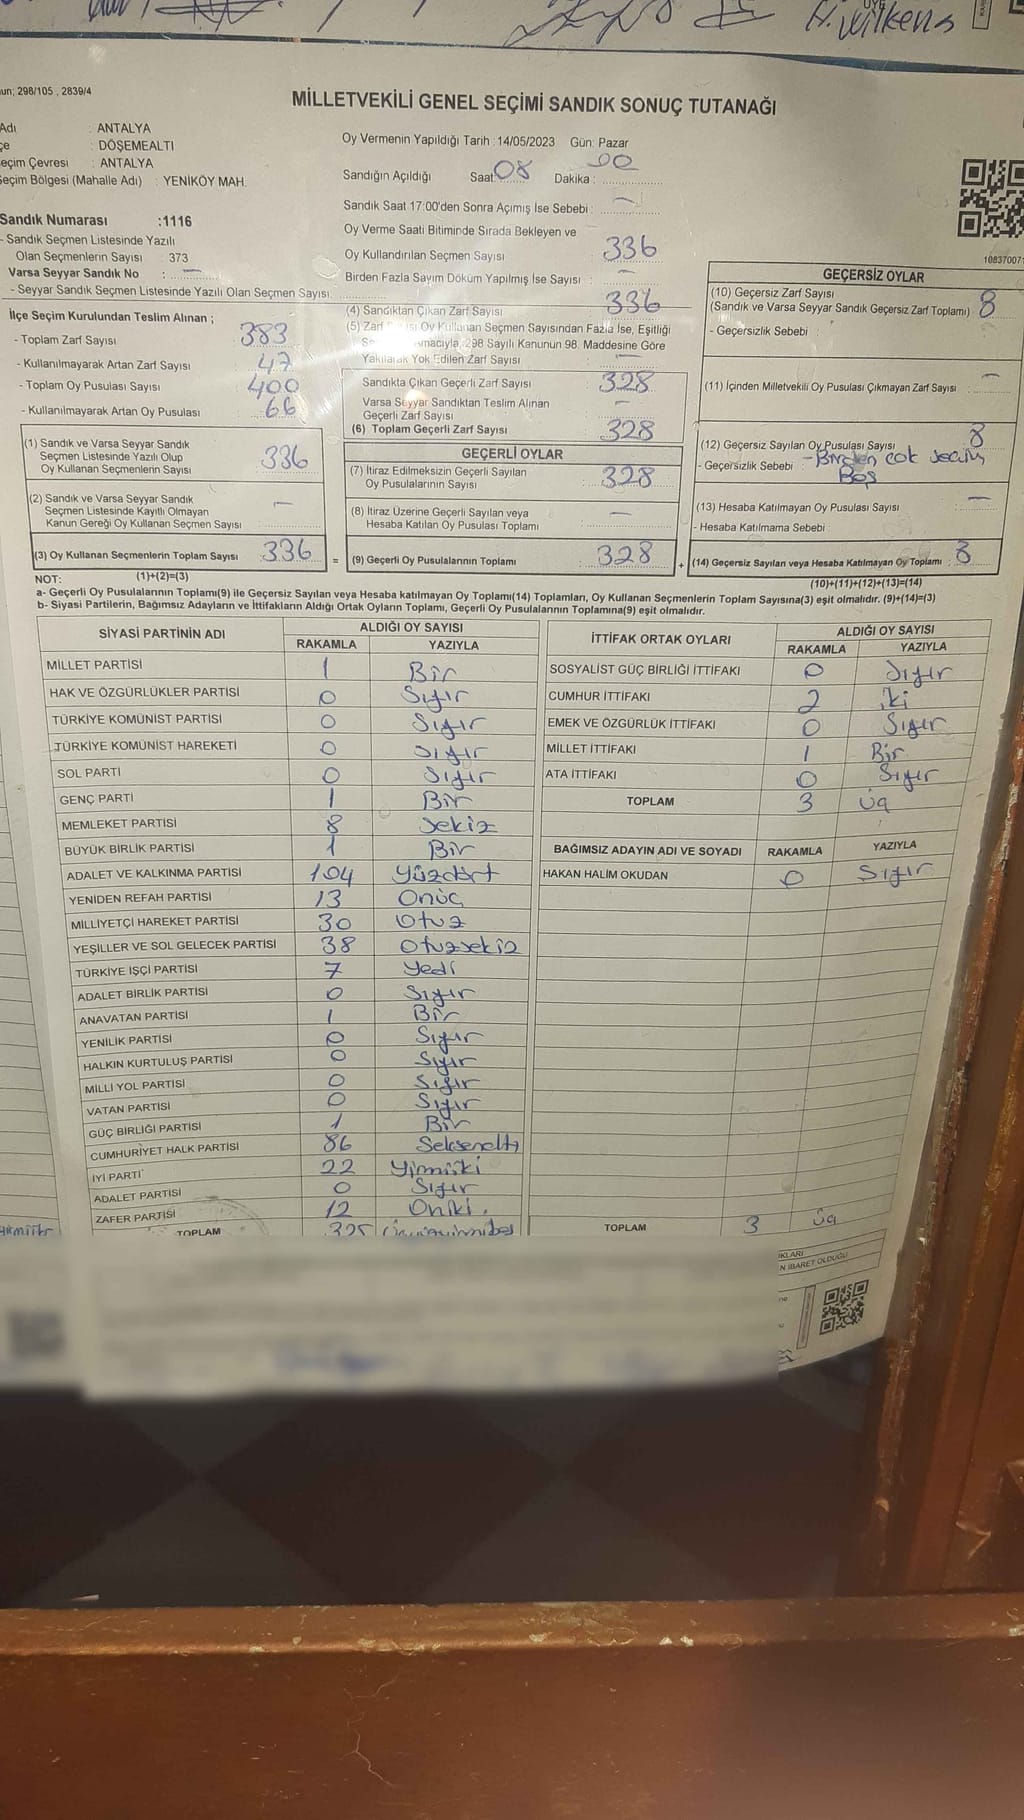 H. Wilkens
298/105 , 2839/4
MİLLETVEKİLİ GENEL SEÇİMİ SANDIK SONUÇ TUTANAĞI
Adı : ANTALYA
: DÖŞEMEALTI
eçim Çevresi : ANTALYA
Seçim Bölgesi (Mahalle Adı) : YENİKÖY MAH.
Sandık Numarası :1116
- Sandık Seçmen Listesinde Yazılı
Olan Seçmenlerin Sayısı : 373
Varsa Seyyar Sandık No : —
- Seyyar Sandık Seçmen Listesinde Yazılı Olan Seçmen Sayısı:
İlçe Seçim Kurulundan Teslim Alınan ;
- Toplam Zarf Sayısı 383
- Kullanılmayarak Artan Zarf Sayısı 47
- Toplam Oy Pusulası Sayısı 400
- Kullanılmayarak Artan Oy Pusulası 66
(1) Sandık ve Varsa Seyyar Sandık
Seçmen Listesinde Yazılı Olup
Oy Kullanan Seçmenlerin Sayısı 336
(2) Sandık ve Varsa Seyyar Sandık
Seçmen Listesinde Kayıtlı Olmayan
Kanun Gereği Oy Kullanan Seçmen Sayısı : —
(3) Oy Kullanan Seçmenlerin Toplam Sayısı 336
Oy Vermenin Yapıldığı Tarih :14/05/2023 Gün: Pazar
Sandığın Açıldığı Saat: 08 Dakika : 00
Sandık Saat 17:00'den Sonra Açımış İse Sebebi : —
Oy Verme Saati Bitiminde Sırada Bekleyen ve
Oy Kullandırılan Seçmen Sayısı : 336
Birden Fazla Sayım Döküm Yapılmış İse Sayısı : —
(4) Sandıktan Çıkan Zarf Sayısı 336
(5) Zarf Oy Kullanan Seçmen Sayısından Fazla İse, Eşitliği
298 Sayılı Kanunun 98. Maddesine Göre
Yakılarak Yok Edilen Zarf Sayısı : —
Sandıkta Çıkan Geçerli Zarf Sayısı : 328
Varsa Seyyar Sandıktan Teslim Alınan
Geçerli Zarf Sayısı : —
(6) Toplam Geçerli Zarf Sayısı : 328
GEÇERLİ OYLAR
(7) İtiraz Edilmeksizin Geçerli Sayılan
Oy Pusulalarının Sayısı : 328
(8) İtiraz Üzerine Geçerli Sayılan veya
Hesaba Katılan Oy Pusulası Toplamı : —
= (9) Geçerli Oy Pusulalarının Toplamı : 328
108370071
GEÇERSİZ OYLAR
(10) Geçersiz Zarf Sayısı
(Sandık ve Varsa Seyyar Sandık Geçersiz Zarf Toplamı) : 8
- Geçersizlik Sebebi :
(11) İçinden Milletvekili Oy Pusulası Çıkmayan Zarf Sayısı : —
(12) Geçersiz Sayılan Oy Pusulası Sayısı : 8
- Geçersizlik Sebebi : - Birden çok seçim
Boş
(13) Hesaba Katılmayan Oy Pusulası Sayısı : —
- Hesaba Katılmama Sebebi :
+ (14) Geçersiz Sayılan veya Hesaba Katılmayan Oy Toplamı : 8
NOT: (1)+(2)=(3) (10)+(11)+(12)+(13)=(14)
a- Geçerli Oy Pusulalarının Toplam(9) ile Geçersiz Sayılan veya Hesaba katılmayan Oy Toplamı(14) Toplamları, Oy Kullanan Seçmenlerin Toplam Sayısına(3) eşit olmalıdır. (9)+(14)=(3)
b- Siyasi Partilerin, Bağımsız Adayların ve İttifakların Aldığı Ortak Oyların Toplamı, Geçerli Oy Pusulalarının Toplamına(9) eşit olmalıdır.
SİYASİ PARTİNİN ADI ALDIĞI OY SAYISI
RAKAMLA YAZIYLA
MİLLET PARTİSİ 1 Bir
HAK VE ÖZGÜRLÜKLER PARTİSİ 0 Sıfır
TÜRKİYE KOMÜNİST PARTİSİ 0 Sıfır
TÜRKİYE KOMÜNİST HAREKETİ 0 Sıfır
SOL PARTİ 0 Sıfır
GENÇ PARTİ 1 Bir
MEMLEKET PARTİSİ 8 Sekiz
BÜYÜK BİRLİK PARTİSİ 1 Bir
ADALET VE KALKINMA PARTİSİ 104 Yüzdört
YENİDEN REFAH PARTİSİ 13 Onüç
MİLLİYETÇİ HAREKET PARTİSİ 30 Otuz
YEŞİLLER VE SOL GELECEK PARTİSİ 38 Otuzsekiz
TÜRKİYE İŞÇİ PARTİSİ 7 Yedi
ADALET BİRLİK PARTİSİ 0 Sıfır
ANAVATAN PARTİSİ 1 Bir
YENİLİK PARTİSİ 0 Sıfır
HALKIN KURTULUŞ PARTİSİ 0 Sıfır
MİLLİ YOL PARTİSİ 0 Sıfır
VATAN PARTİSİ 0 Sıfır
GÜÇ BİRLİĞİ PARTİSİ 1 Bir
CUMHURİYET HALK PARTİSİ 86 Seksenaltı
İYİ PARTİ 22 Yirmiiki
ADALET PARTİSİ 0 Sıfır
ZAFER PARTİSİ 12 Oniki.
TOPLAM 325 Üçyüzyirmibeş
İTTİFAK ORTAK OYLARI ALDIĞI OY SAYISI
RAKAMLA YAZIYLA
SOSYALİST GÜÇ BİRLİĞİ İTTİFAKI 0 Sıfır
CUMHUR İTTİFAKI 2 iki
EMEK VE ÖZGÜRLÜK İTTİFAKI 0 Sıfır
MİLLET İTTİFAKI 1 Bir
ATA İTTİFAKI 0 Sıfır
TOPLAM 3 Üç
BAĞIMSIZ ADAYIN ADI VE SOYADI RAKAMLA YAZIYLA
HAKAN HALİM OKUDAN 0 Sıfır
TOPLAM 3 Üç
N İBARET OLDUĞU